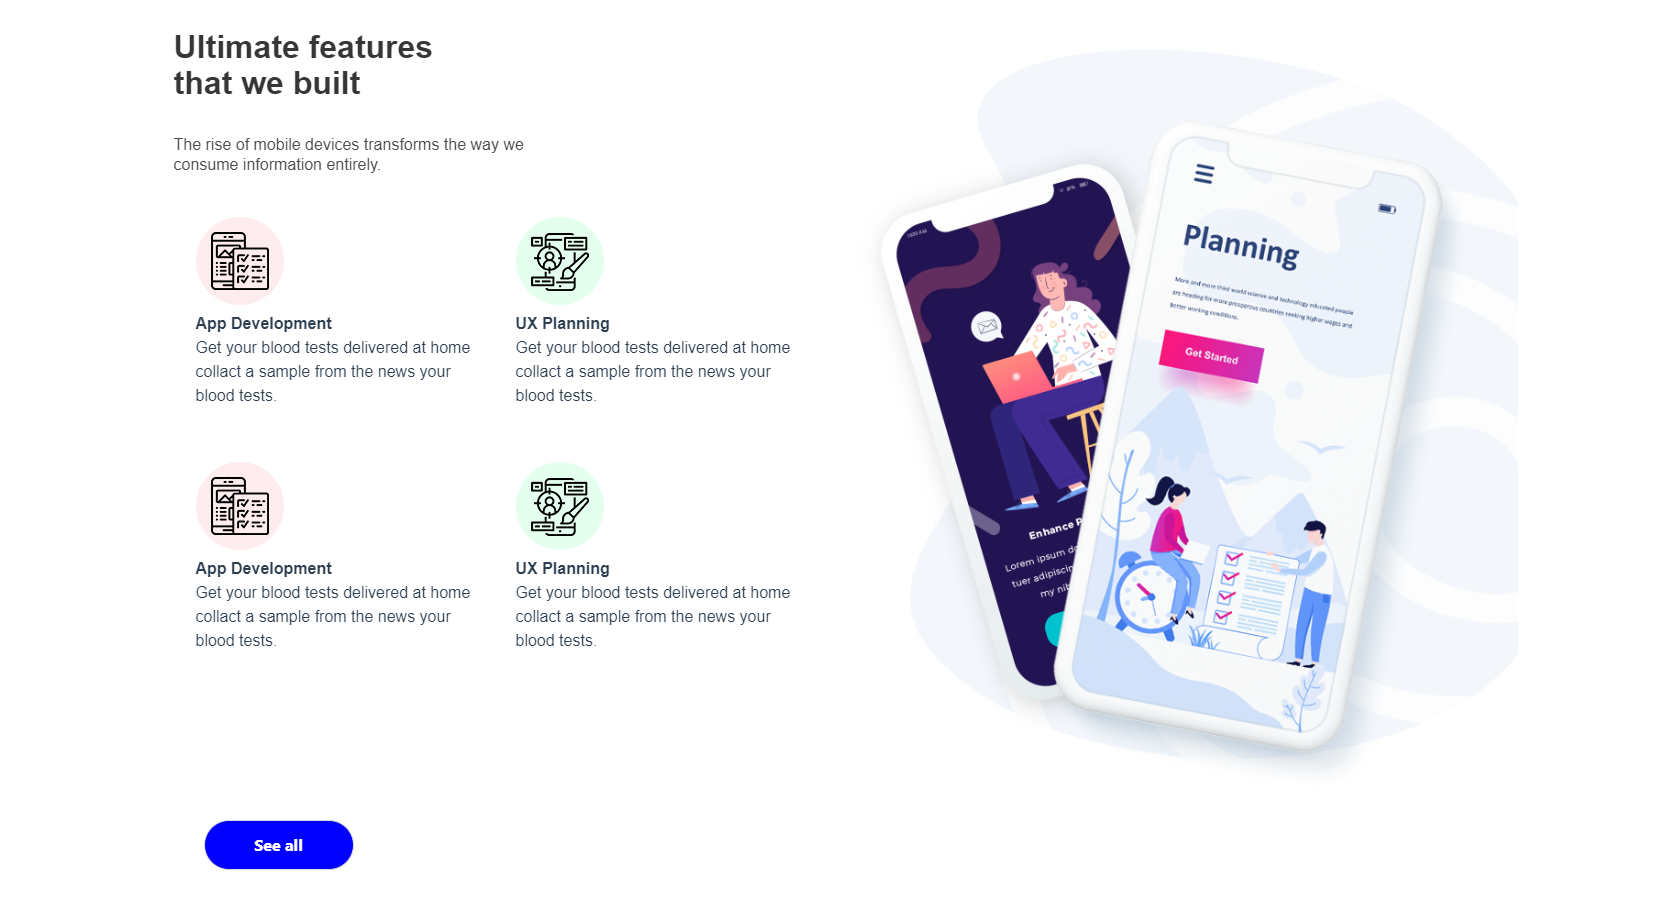 Ultimate features
that we built
The rise of mobile devices transforms the way we
consume information entirely.
App Development
Get your blood tests delivered at home
collact a sample from the news your
blood tests.
UX Planning
Get your blood tests delivered at home
collact a sample from the news your
blood tests.
App Development
Get your blood tests delivered at home
collact a sample from the news your
blood tests.
UX Planning
Get your blood tests delivered at home
collact a sample from the news your
blood tests.
See all
Enhance
Lorem ipsum
tuer adipiscin
my nib
Planning
More and more third world science and technology educated people
are heading for more prosperous countries seeking higher wages and
better working conditions.
Get Started